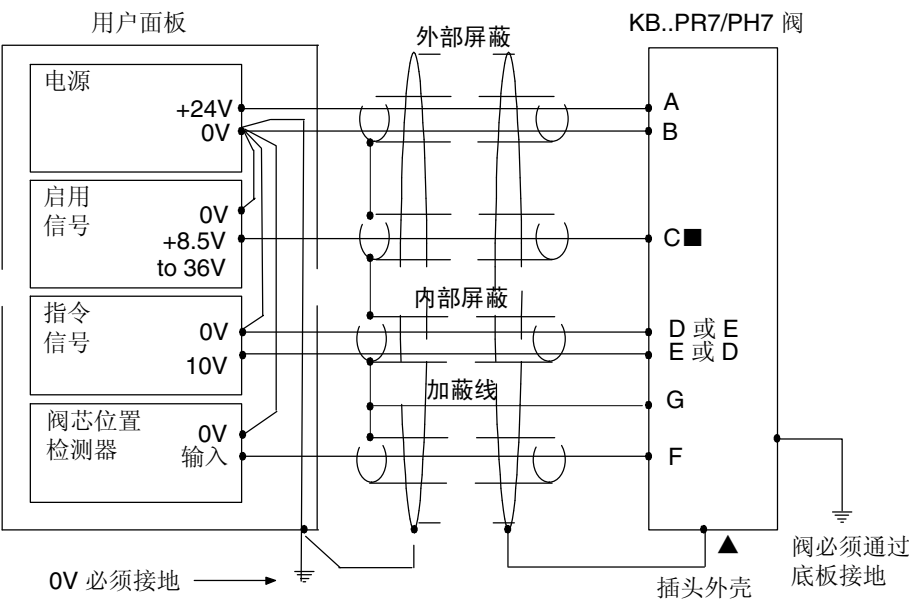 用户面板
外部屏蔽
KB..PR7/PH7 阀
电源
+24V
0V
A
B
启用
信号
0V
+8.5V
to 36V
C■
指令
信号
0V
10V
内部屏蔽
D 或 E
E 或 D
加蔽线
G
阀芯位置
检测器
0V
输入
F
0V 必须接地
▲
插头外壳
阀必须通过
底板接地